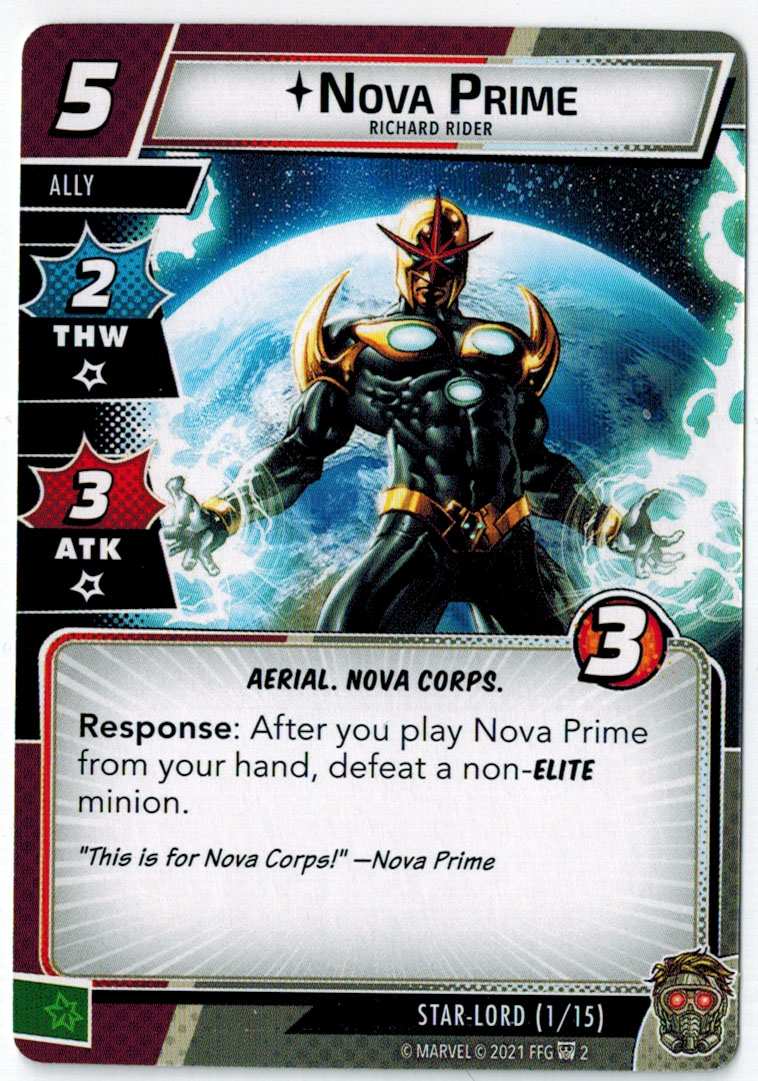 5
NOVA PRIME
RICHARD RIDER
ALLY
2
THW
3
ATK
3
AERIAL. NOVA CORPS.
Response: After you play Nova Prime
from your hand, defeat a non-ELITE
minion.
"This is for Nova Corps!" —Nova Prime
STAR-LORD (1/15)
© MARVEL © 2021 FFG 2